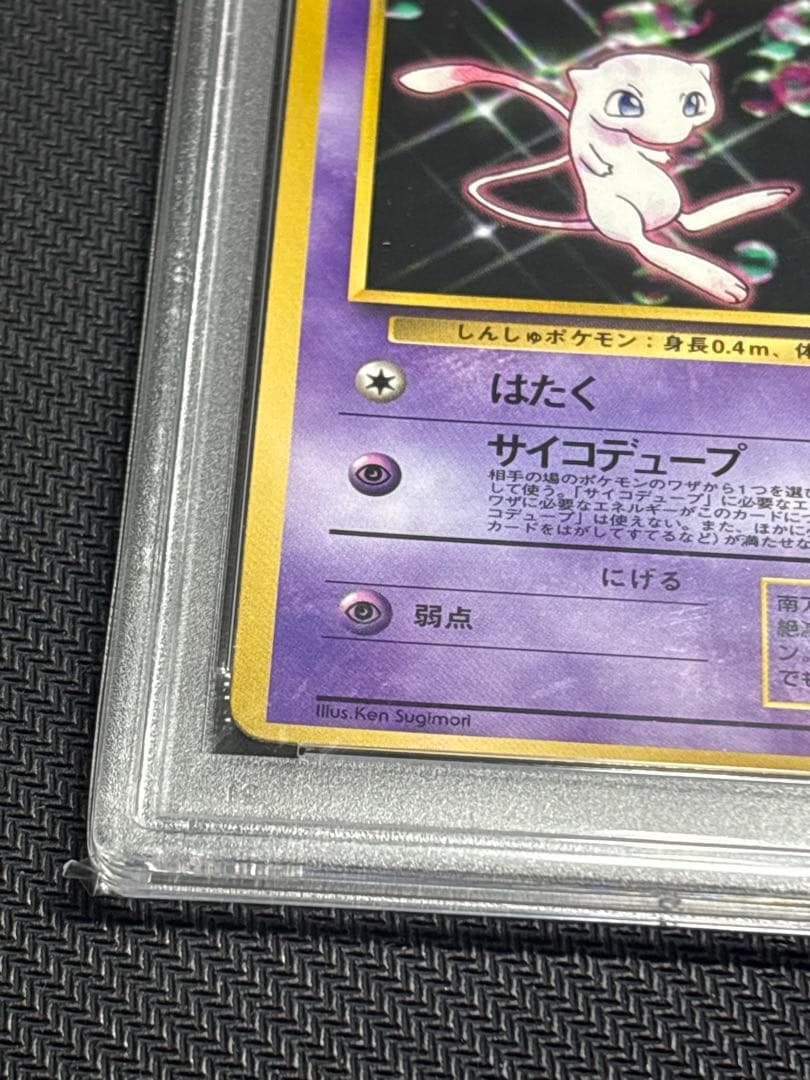 しんしゅポケモン：身長0.4m、体
はたく
サイコデュープ
相手の場のポケモンのワザから1つを選び
して使う。「サイコデュープ」に必要なエ
ワザに必要なエネルギーがこのカードに
コデュープ」は使えない。また、ほかに
カードをはがしてすてるなど）が満たせな
にげる
弱点
南
絶
ン
でも
Illus.Ken Sugimori